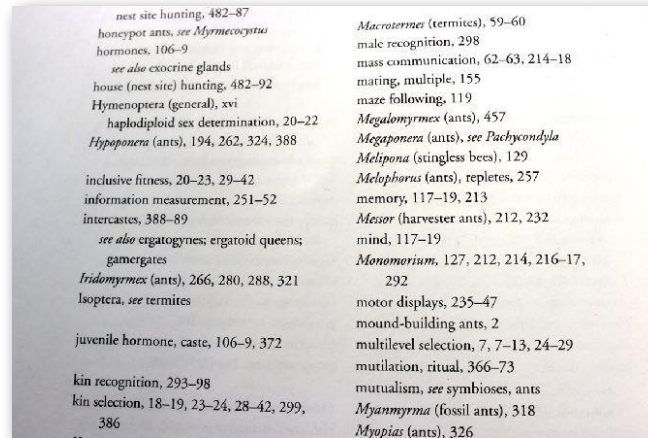 nest site hunting, 482–87
honeypot ants, see Myrmecocystus
hormones, 106–9
see also exocrine glands
house (nest site) hunting, 482–92
Hymenoptera (general), xvi
haplodiploid sex determination, 20–22
Hypoponera (ants), 194, 262, 324, 388
inclusive fitness, 20–23, 29–42
information measurement, 251–52
intercastes, 388–89
see also ergatogynes; ergatoid queens;
gamergates
Iridomyrmex (ants), 266, 280, 288, 321
Isoptera, see termites
juvenile hormone, caste, 106–9, 372
kin recognition, 293–98
kin selection, 18–19, 23–24, 28–42, 299,
386
Macrotermes (termites), 59–60
male recognition, 298
mass communication, 62–63, 214–18
mating, multiple, 155
maze following, 119
Megalomyrmex (ants), 457
Megaponera (ants), see Pachycondyla
Melipona (stingless bees), 129
Melophorus (ants), repletes, 257
memory, 117–19, 213
Messor (harvester ants), 212, 232
mind, 117–19
Monomorium, 127, 212, 214, 216–17,
292
motor displays, 235–47
mound-building ants, 2
multilevel selection, 7, 7–13, 24–29
mutilation, ritual, 366–73
mutualism, see symbioses, ants
Myanmyrma (fossil ants), 318
Myopias (ants), 326